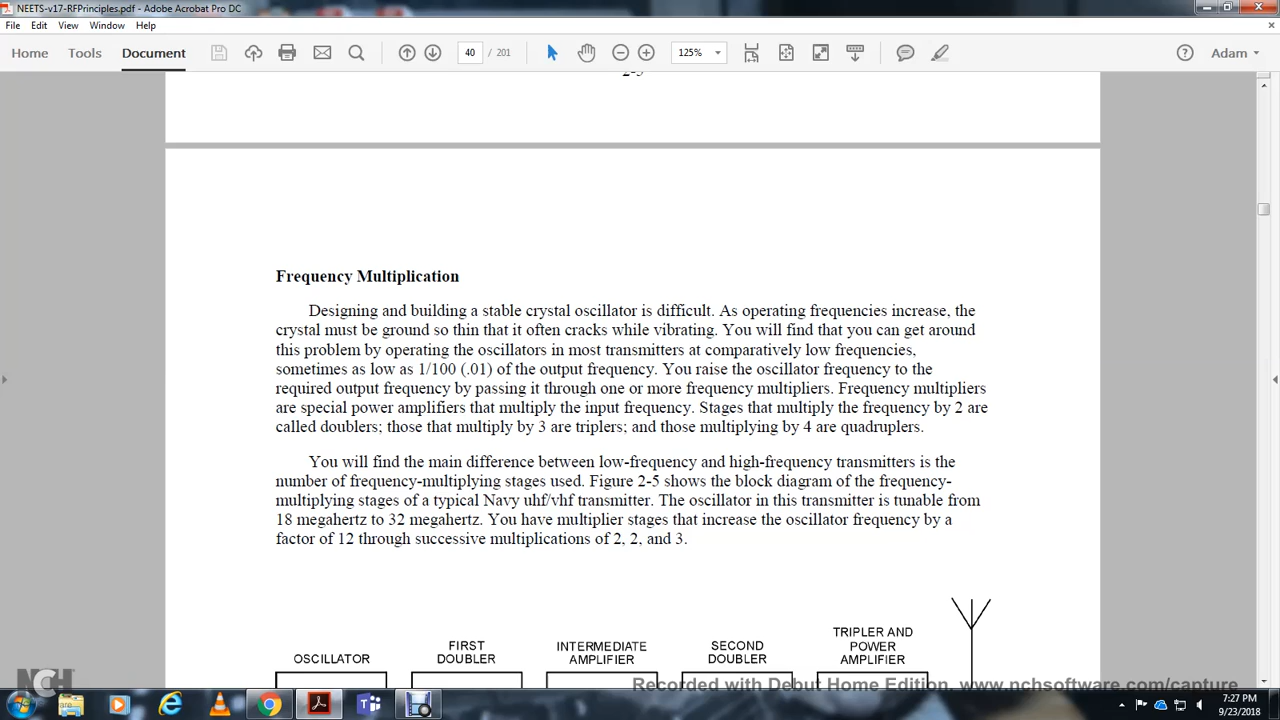 NEETS-v17-RFPrinciples.pdf - Adobe Acrobat Pro DC
File Edit View Window Help
Home Tools Document 40 / 201 125% Adam
2-5
Frequency Multiplication
Designing and building a stable crystal oscillator is difficult. As operating frequencies increase, the
crystal must be ground so thin that it often cracks while vibrating. You will find that you can get around
this problem by operating the oscillators in most transmitters at comparatively low frequencies,
sometimes as low as 1/100 (.01) of the output frequency. You raise the oscillator frequency to the
required output frequency by passing it through one or more frequency multipliers. Frequency multipliers
are special power amplifiers that multiply the input frequency. Stages that multiply the frequency by 2 are
called doublers; those that multiply by 3 are triplers; and those multiplying by 4 are quadruplers.
You will find the main difference between low-frequency and high-frequency transmitters is the
number of frequency-multiplying stages used. Figure 2-5 shows the block diagram of the frequency-
multiplying stages of a typical Navy uhf/vhf transmitter. The oscillator in this transmitter is tunable from
18 megahertz to 32 megahertz. You have multiplier stages that increase the oscillator frequency by a
factor of 12 through successive multiplications of 2, 2, and 3.
OSCILLATOR
FIRST
DOUBLER
INTERMEDIATE
AMPLIFIER
SECOND
DOUBLER
TRIPLER AND
POWER
AMPLIFIER
NCH
Recorded with Debut Home Edition. www.nchsoftware.com/capture
7:27 PM
9/23/2018